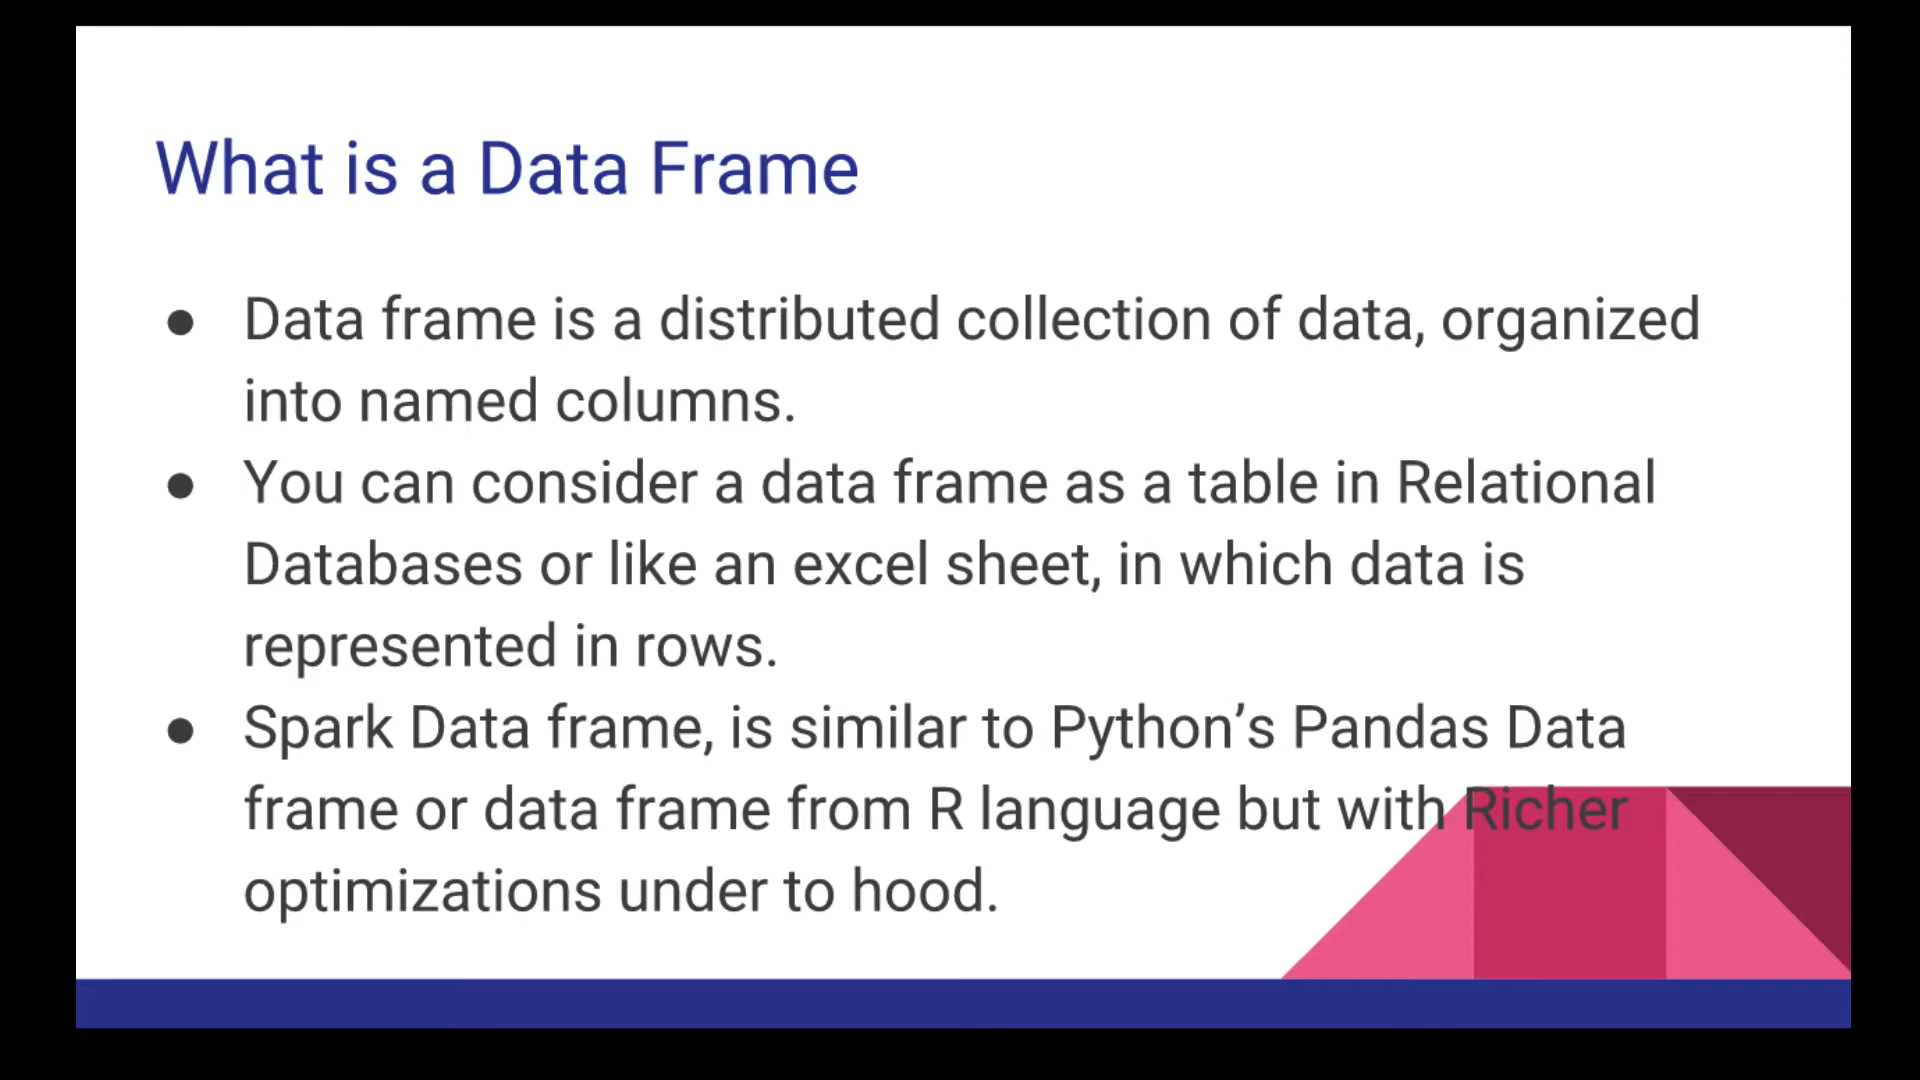 What is a Data Frame
● Data frame is a distributed collection of data, organized
into named columns.
● You can consider a data frame as a table in Relational
Databases or like an excel sheet, in which data is
represented in rows.
● Spark Data frame, is similar to Python’s Pandas Data
frame or data frame from R language but with Richer
optimizations under to hood.